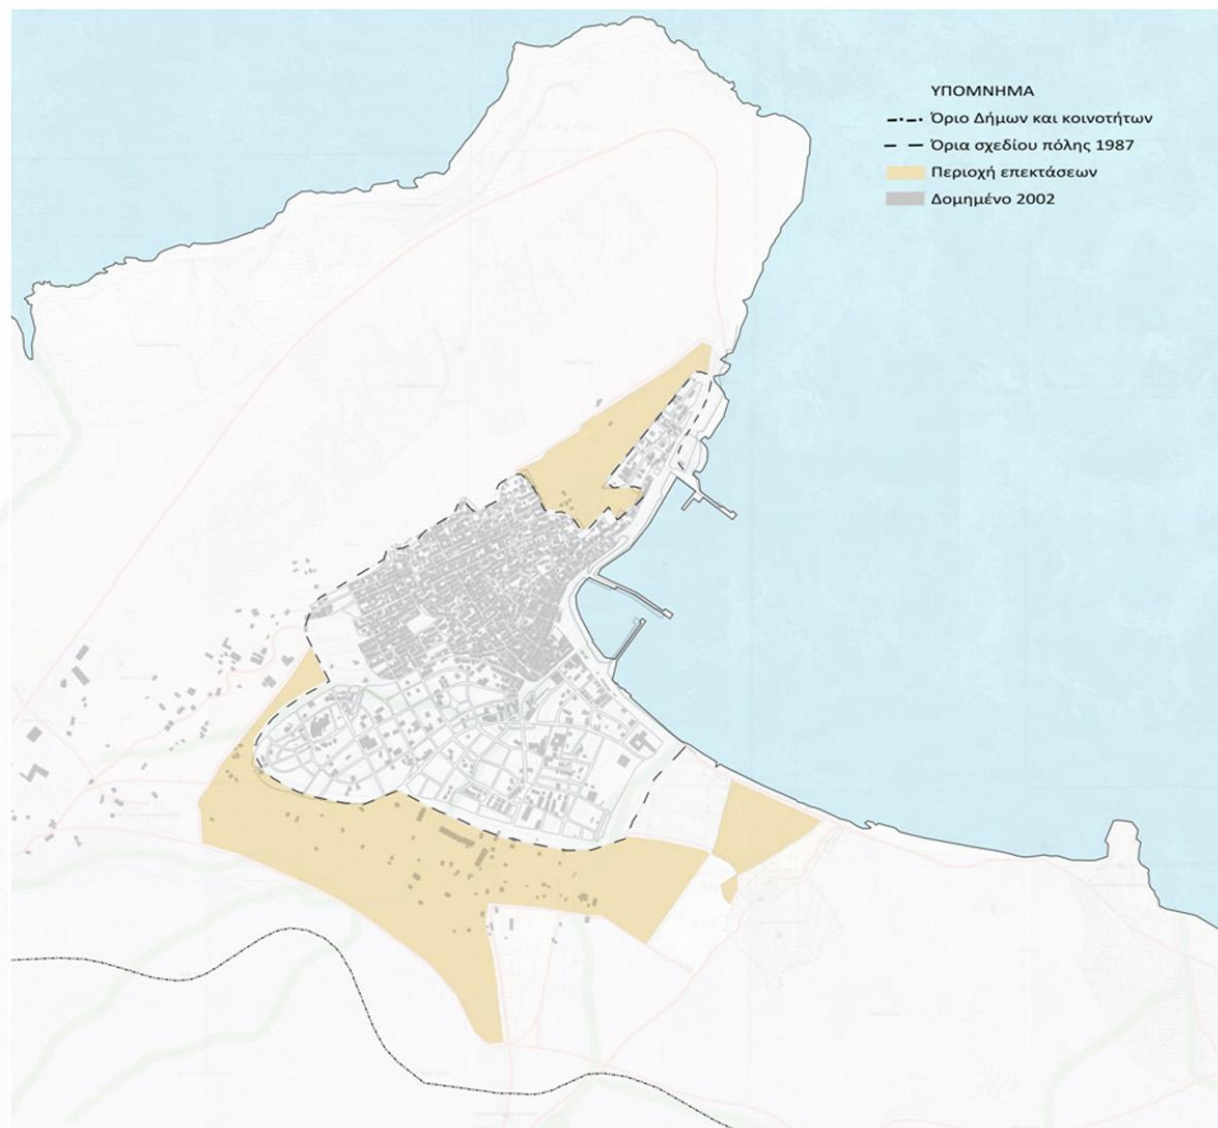 ΥΠΟΜΝΗΜΑ
Όριο Δήμων και κοινοτήτων
Όρια σχεδίου πόλης 1987
Περιοχή επεκτάσεων
Δομημένο 2002